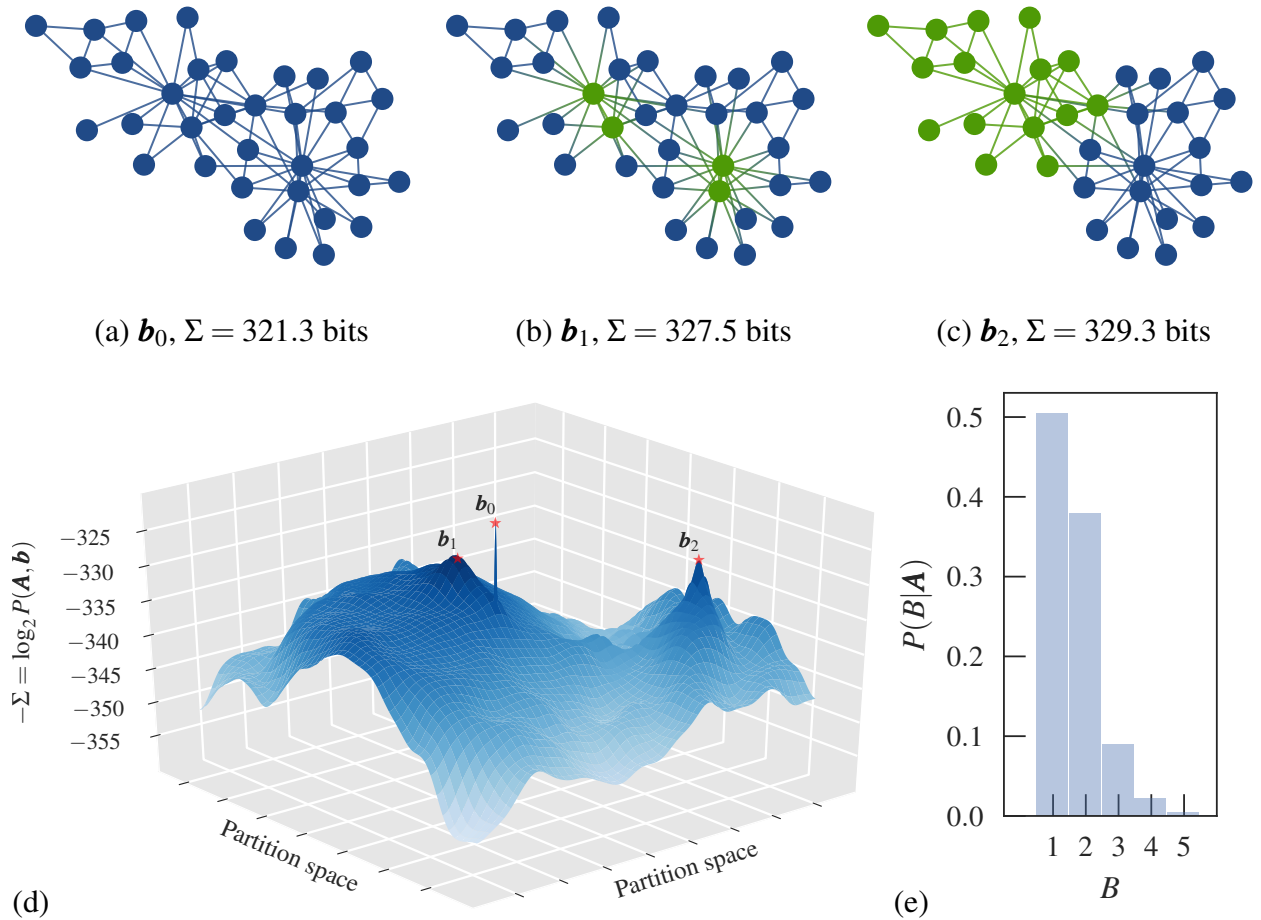 (a) b₀, Σ = 321.3 bits
(b) b₁, Σ = 327.5 bits
(c) b₂, Σ = 329.3 bits
−Σ = log₂ P(A, b)
−325
−330
−335
−340
−345
−350
−355
b₀
b₁
b₂
Partition space
Partition space
(d)
P(B|A)
0.5
0.4
0.3
0.2
0.1
0.0
1 2 3 4 5
B
(e)